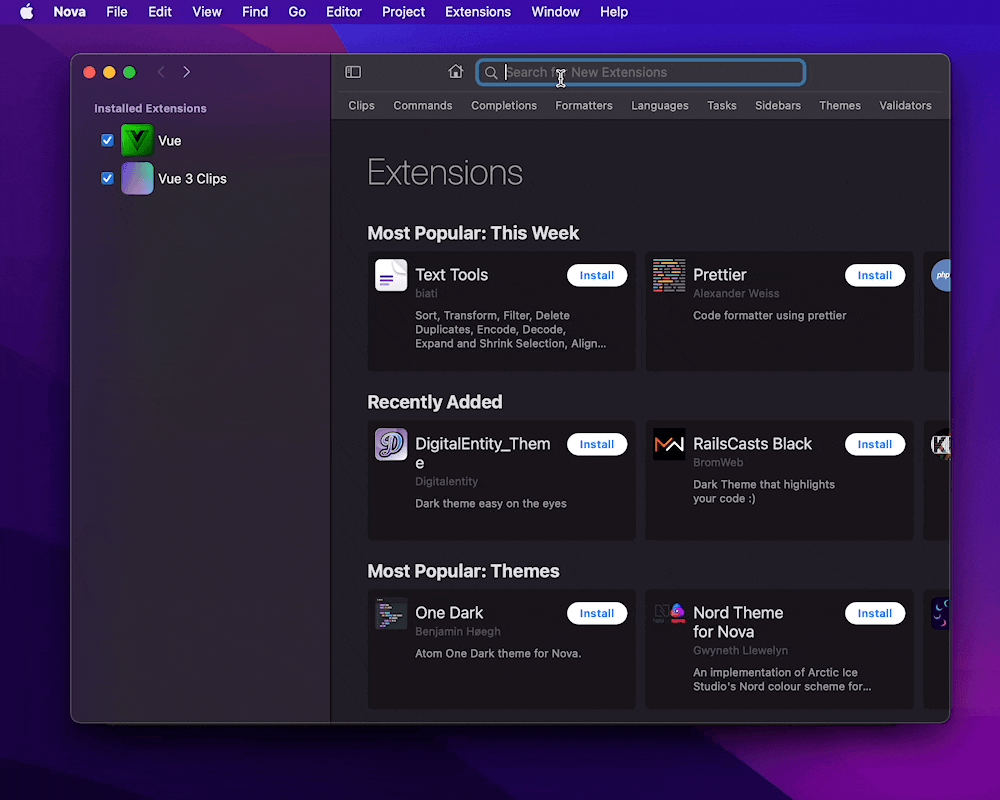 Nova File Edit View Find Go Editor Project Extensions Window Help
Search for New Extensions
Clips Commands Completions Formatters Languages Tasks Sidebars Themes Validators
Installed Extensions
Vue
Vue 3 Clips
Extensions
Most Popular: This Week
Text Tools
Install
biati
Sort, Transform, Filter, Delete
Duplicates, Encode, Decode,
Expand and Shrink Selection, Align...
Prettier
Install
Alexander Weiss
Code formatter using prettier
php
Recently Added
DigitalEntity_Them
e
Install
Digitalentity
Dark theme easy on the eyes
RailsCasts Black
Install
BromWeb
Dark Theme that highlights
your code :)
Most Popular: Themes
One Dark
Install
Benjamin Høegh
Atom One Dark theme for Nova.
Nord Theme
for Nova
Install
Gwyneth Llewelyn
An implementation of Arctic Ice
Studio's Nord colour scheme for...